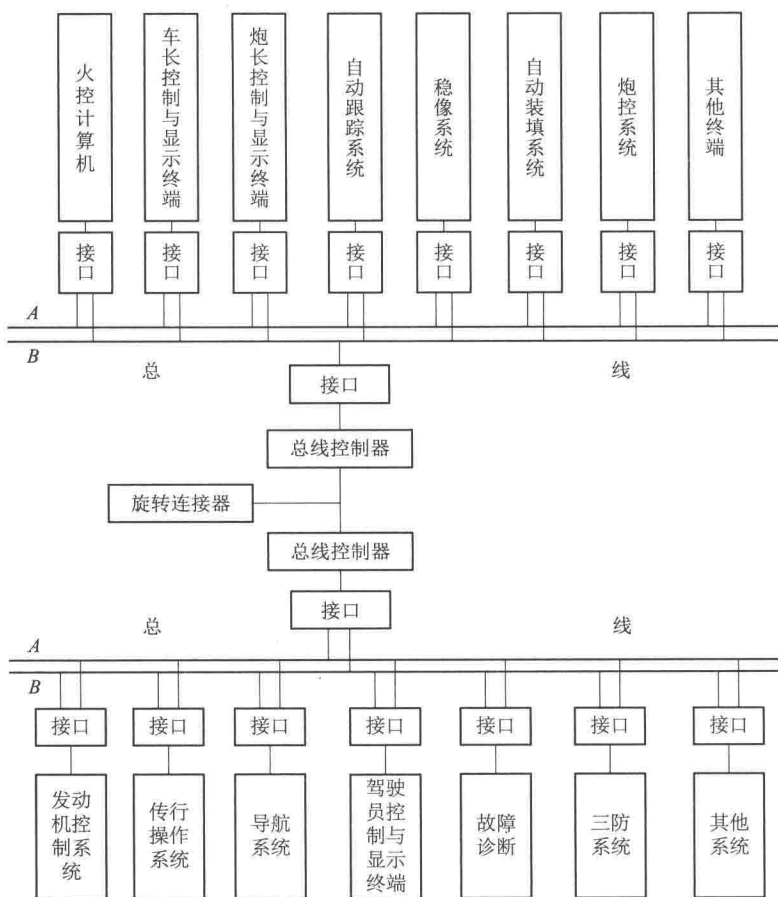 火控计算机
车长控制与显示终端
炮长控制与显示终端
自动跟踪系统
稳像系统
自动装填系统
炮控系统
其他终端
接口
接口
接口
接口
接口
接口
接口
接口
A
B
总 线
接口
总线控制器
旋转连接器
总线控制器
接口
总 线
A
B
接口
接口
接口
接口
接口
接口
接口
发动
机控
制系
统
传行
操作
系统
导航
系统
驾驶
员控
制与
显示
终端
故障
诊断
三防
系统
其他
系统